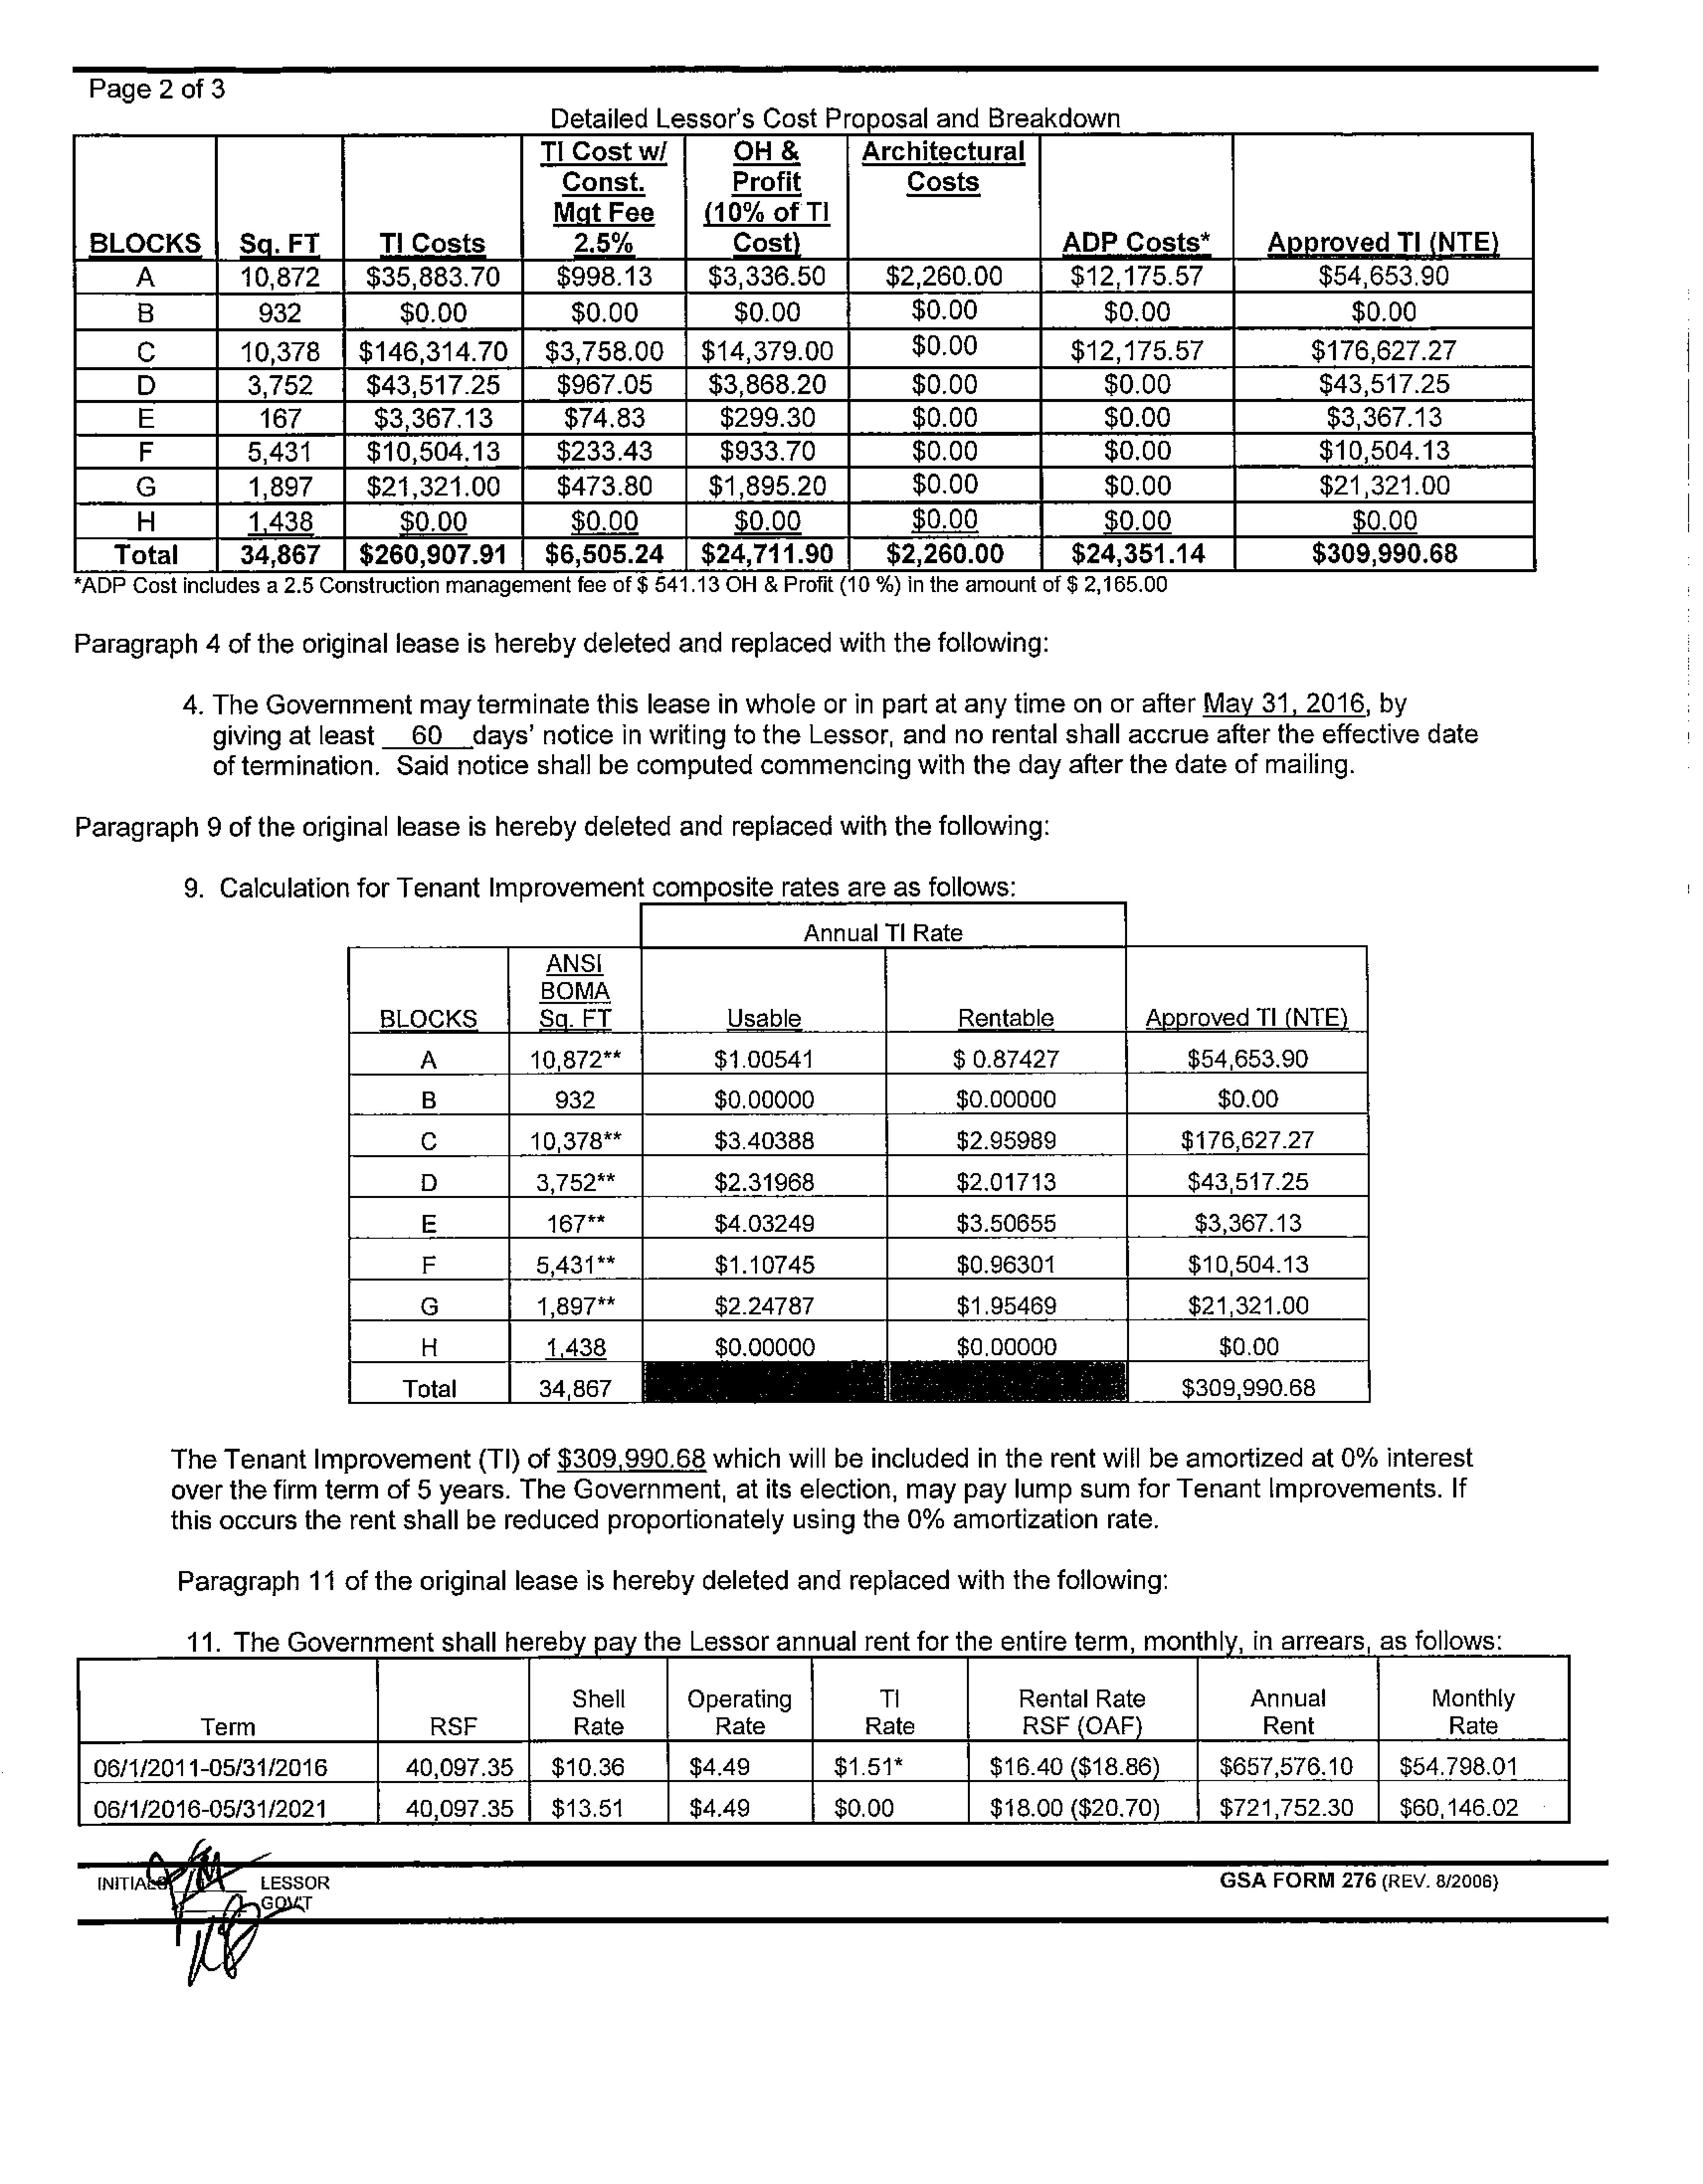 Page 2 of 3
Detailed Lessor's Cost Proposal and Breakdown
BLOCKS Sq. FT TI Costs TI Cost w/ Const. Mgt Fee 2.5% OH & Profit (10% of TI Cost) Architectural Costs ADP Costs* Approved TI (NTE)
A 10,872 $35,883.70 $998.13 $3,336.50 $2,260.00 $12,175.57 $54,653.90
B 932 $0.00 $0.00 $0.00 $0.00 $0.00 $0.00
C 10,378 $146,314.70 $3,758.00 $14,379.00 $0.00 $12,175.57 $176,627.27
D 3,752 $43,517.25 $967.05 $3,868.20 $0.00 $0.00 $43,517.25
E 167 $3,367.13 $74.83 $299.30 $0.00 $0.00 $3,367.13
F 5,431 $10,504.13 $233.43 $933.70 $0.00 $0.00 $10,504.13
G 1,897 $21,321.00 $473.80 $1,895.20 $0.00 $0.00 $21,321.00
H 1,438 $0.00 $0.00 $0.00 $0.00 $0.00 $0.00
Total 34,867 $260,907.91 $6,505.24 $24,711.90 $2,260.00 $24,351.14 $309,990.68
*ADP Cost includes a 2.5 Construction management fee of $ 541.13 OH & Profit (10 %) in the amount of $ 2,165.00
Paragraph 4 of the original lease is hereby deleted and replaced with the following:
4. The Government may terminate this lease in whole or in part at any time on or after May 31, 2016, by
giving at least 60 days' notice in writing to the Lessor, and no rental shall accrue after the effective date
of termination. Said notice shall be computed commencing with the day after the date of mailing.
Paragraph 9 of the original lease is hereby deleted and replaced with the following:
9. Calculation for Tenant Improvement composite rates are as follows:
Annual TI Rate
BLOCKS ANSI BOMA Sq. FT Usable Rentable Approved TI (NTE)
A 10,872** $1.00541 $ 0.87427 $54,653.90
B 932 $0.00000 $0.00000 $0.00
C 10,378** $3.40388 $2.95989 $176,627.27
D 3,752** $2.31968 $2.01713 $43,517.25
E 167** $4.03249 $3.50655 $3,367.13
F 5,431** $1.10745 $0.96301 $10,504.13
G 1,897** $2.24787 $1.95469 $21,321.00
H 1,438 $0.00000 $0.00000 $0.00
Total 34,867 $309,990.68
The Tenant Improvement (TI) of $309,990.68 which will be included in the rent will be amortized at 0% interest
over the firm term of 5 years. The Government, at its election, may pay lump sum for Tenant Improvements. If
this occurs the rent shall be reduced proportionately using the 0% amortization rate.
Paragraph 11 of the original lease is hereby deleted and replaced with the following:
11. The Government shall hereby pay the Lessor annual rent for the entire term, monthly, in arrears, as follows:
Term RSF Shell Rate Operating Rate TI Rate Rental Rate RSF (OAF) Annual Rent Monthly Rate
06/1/2011-05/31/2016 40,097.35 $10.36 $4.49 $1.51* $16.40 ($18.86) $657,576.10 $54.798.01
06/1/2016-05/31/2021 40,097.35 $13.51 $4.49 $0.00 $18.00 ($20.70) $721,752.30 $60,146.02
INITIALS LESSOR GSA FORM 276 (REV. 8/2006)
GOV'T